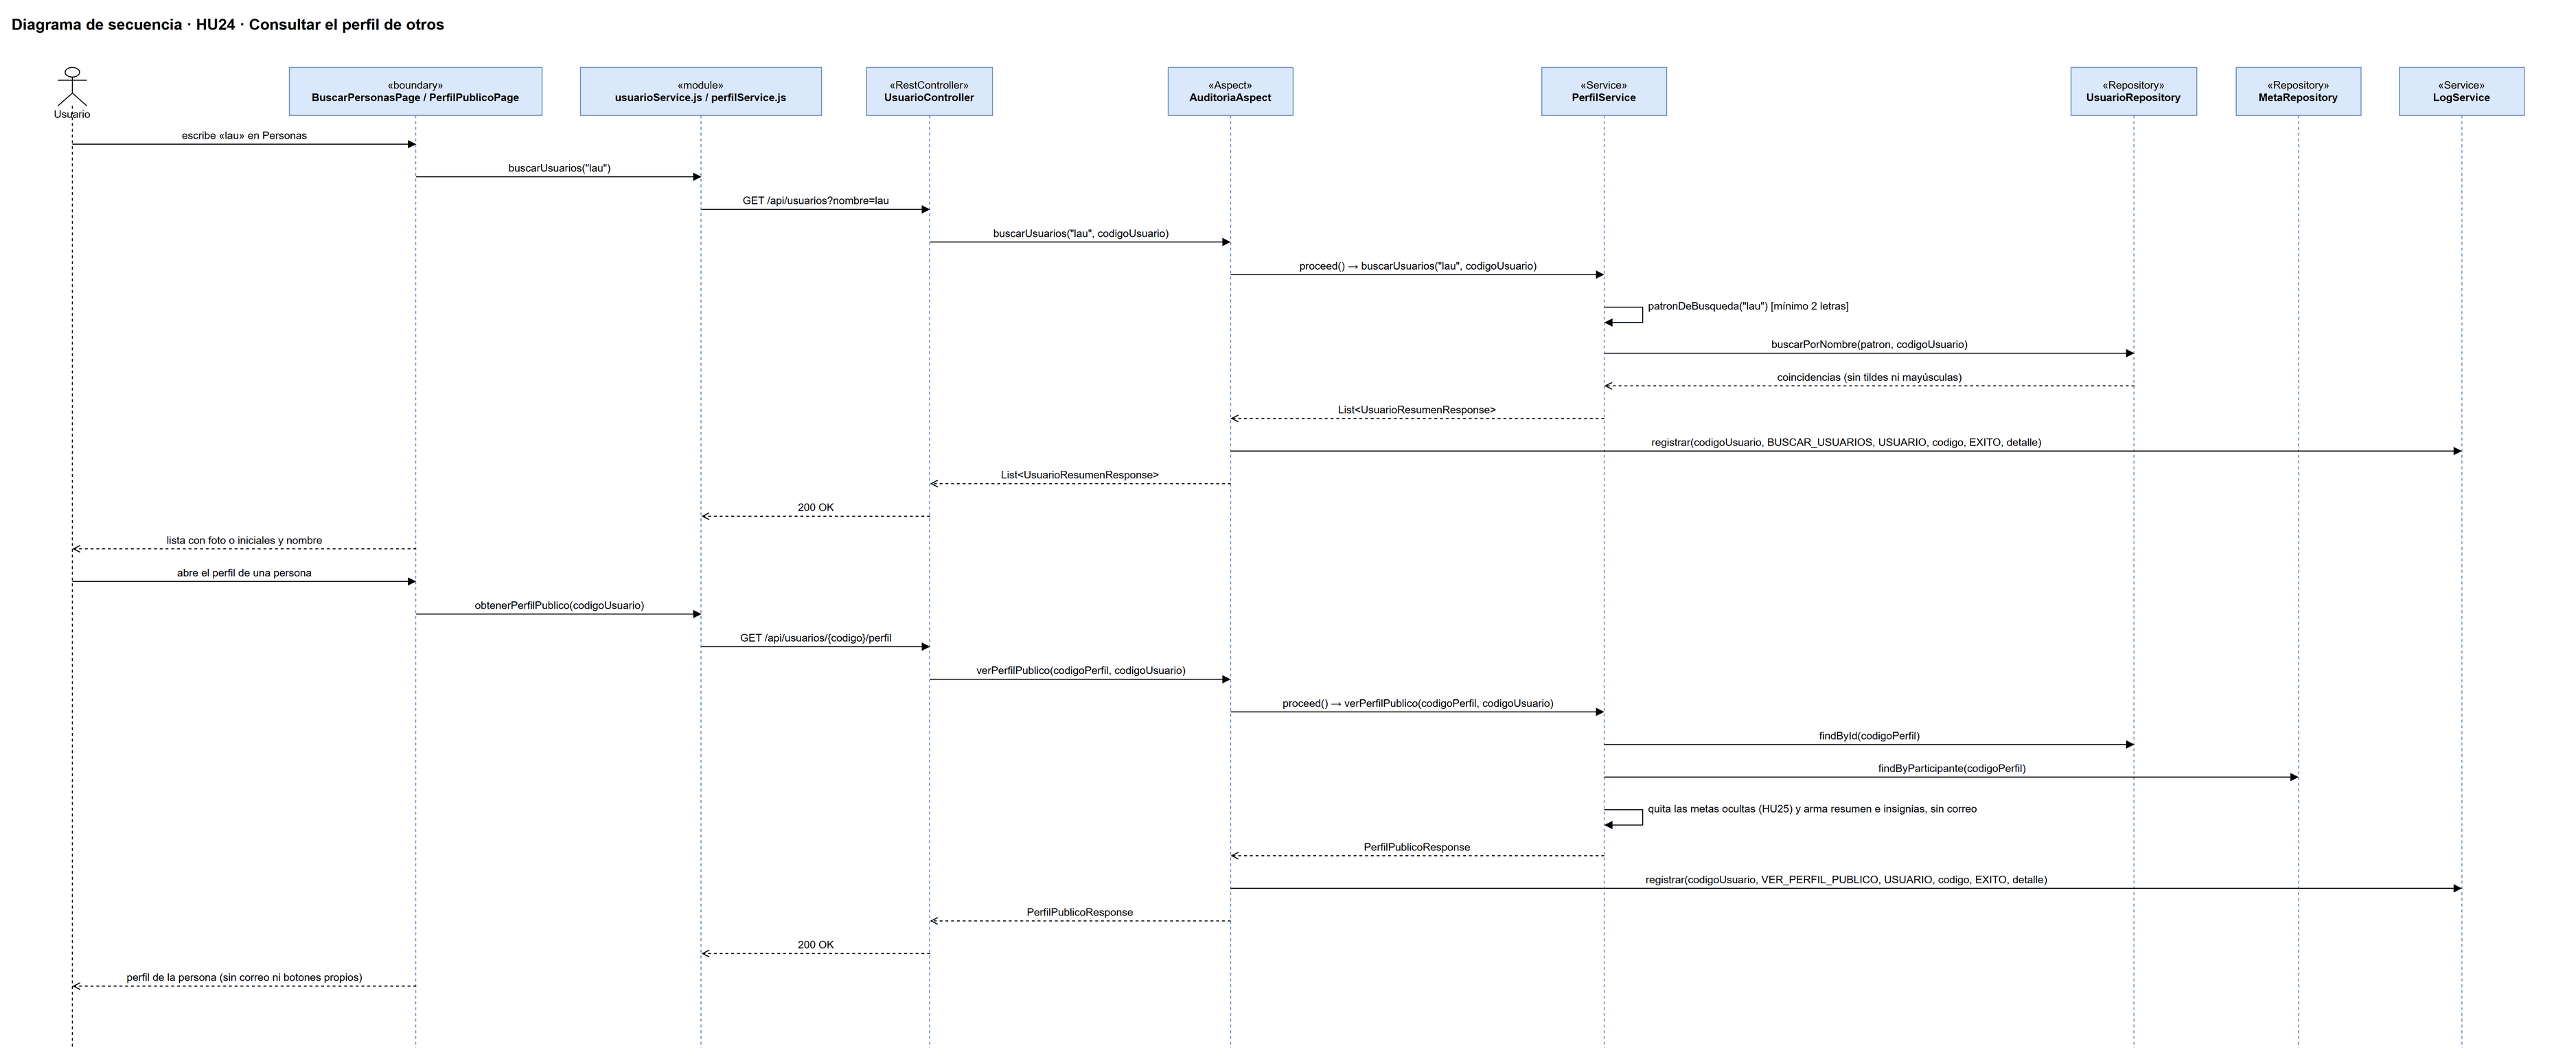 Diagrama de secuencia · HU24 · Consultar el perfil de otros
Usuario
«boundary»
BuscarPersonasPage / PerfilPublicoPage
«module»
usuarioService.js / perfilService.js
«RestController»
UsuarioController
«Aspect»
AuditoriaAspect
«Service»
PerfilService
«Repository»
UsuarioRepository
«Repository»
MetaRepository
«Service»
LogService
escribe «lau» en Personas
buscarUsuarios("lau")
GET /api/usuarios?nombre=lau
buscarUsuarios("lau", codigoUsuario)
proceed() → buscarUsuarios("lau", codigoUsuario)
patronDeBusqueda("lau") [mínimo 2 letras]
buscarPorNombre(patron, codigoUsuario)
coincidencias (sin tildes ni mayúsculas)
List<UsuarioResumenResponse>
registrar(codigoUsuario, BUSCAR_USUARIOS, USUARIO, codigo, EXITO, detalle)
List<UsuarioResumenResponse>
200 OK
lista con foto o iniciales y nombre
abre el perfil de una persona
obtenerPerfilPublico(codigoUsuario)
GET /api/usuarios/{codigo}/perfil
verPerfilPublico(codigoPerfil, codigoUsuario)
proceed() → verPerfilPublico(codigoPerfil, codigoUsuario)
findById(codigoPerfil)
findByParticipante(codigoPerfil)
quita las metas ocultas (HU25) y arma resumen e insignias, sin correo
PerfilPublicoResponse
registrar(codigoUsuario, VER_PERFIL_PUBLICO, USUARIO, codigo, EXITO, detalle)
PerfilPublicoResponse
200 OK
perfil de la persona (sin correo ni botones propios)